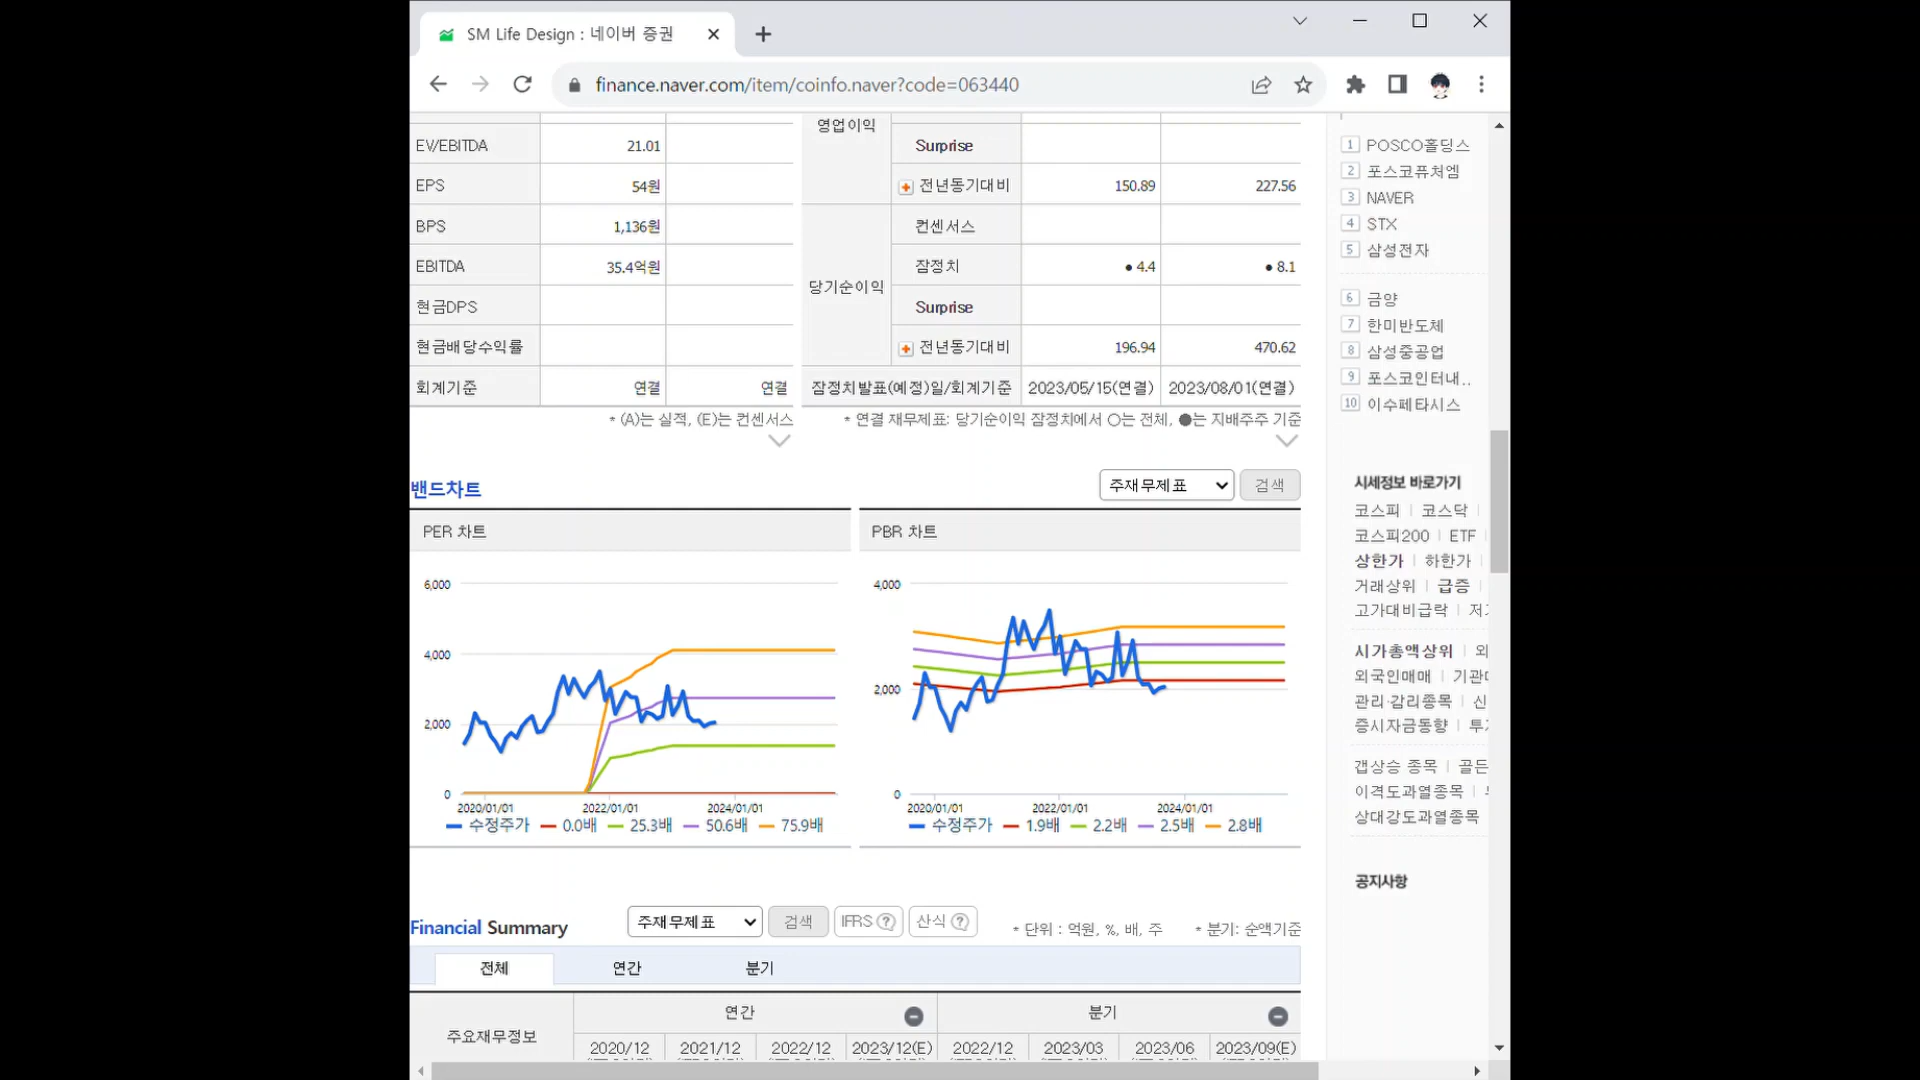 SM Life Design : 네이버 증권
finance.naver.com/item/coinfo.naver?code=063440
EV/EBITDA 21.01
EPS 54원
BPS 1,136원
EBITDA 35.4억원
현금DPS
현금배당수익률
회계기준 연결 연결
* (A)는 실적, (E)는 컨센서스
영업이익
Surprise
전년동기대비 150.89 227.56
당기순이익
컨센서스
잠정치 ● 4.4 ● 8.1
Surprise
전년동기대비 196.94 470.62
잠정치발표(예정)일/회계기준 2023/05/15(연결) 2023/08/01(연결)
* 연결 재무제표: 당기순이익 잠정치에서 ○는 전체, ●는 지배주주 기준
밴드차트
주재무제표 검색
PER 차트
6,000
4,000
2,000
0
2020/01/01 2022/01/01 2024/01/01
수정주가 0.0배 25.3배 50.6배 75.9배
PBR 차트
4,000
2,000
0
2020/01/01 2022/01/01 2024/01/01
수정주가 1.9배 2.2배 2.5배 2.8배
Financial Summary
주재무제표 검색 IFRS ? 산식 ?
* 단위 : 억원, %, 배, 주 * 분기: 순액기준
전체 연간 분기
주요재무정보
연간 분기
2020/12 2021/12 2022/12 2023/12(E) 2022/12 2023/03 2023/06 2023/09(E)
1 POSCO홀딩스
2 포스코퓨처엠
3 NAVER
4 STX
5 삼성전자
6 금양
7 한미반도체
8 삼성중공업
9 포스코인터내..
10 이수페타시스
시세정보 바로가기
코스피 | 코스닥 |
코스피200 | ETF |
상한가 | 하한가 |
거래상위 | 급증 |
고가대비급락 |
시가총액상위 | 외
외국인매매 |
관리·감리종목 | 신
증시자금동향 |
갭상승 종목 | 골든
이격도과열종목 |
상대강도과열종목
공지사항